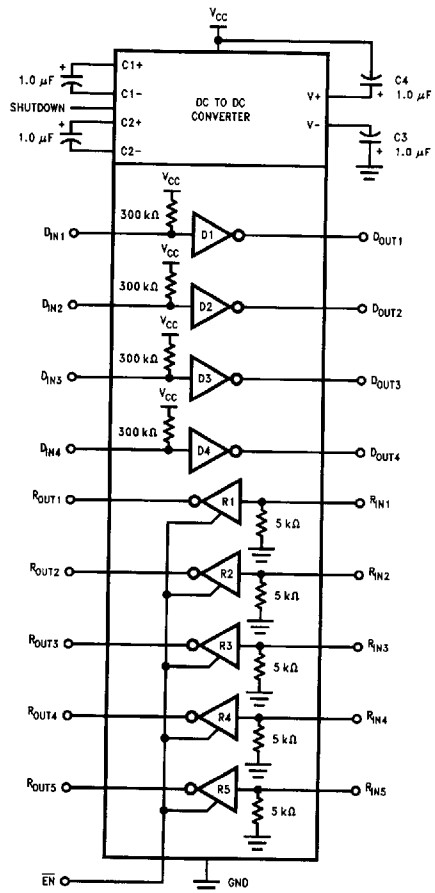 VCC
C1+
1.0 µF
C1-
SHUTDOWN
C2+
1.0 µF
C2-
DC TO DC
CONVERTER
V+
V-
C4
1.0 µF
C3
1.0 µF
VCC
300 kΩ
DIN1
D1
DOUT1
VCC
300 kΩ
DIN2
D2
DOUT2
VCC
300 kΩ
DIN3
D3
DOUT3
VCC
300 kΩ
DIN4
D4
DOUT4
ROUT1
R1
RIN1
5 kΩ
ROUT2
R2
RIN2
5 kΩ
ROUT3
R3
RIN3
5 kΩ
ROUT4
R4
RIN4
5 kΩ
ROUT5
R5
RIN5
5 kΩ
E̅N̅
GND
+
+
+
+